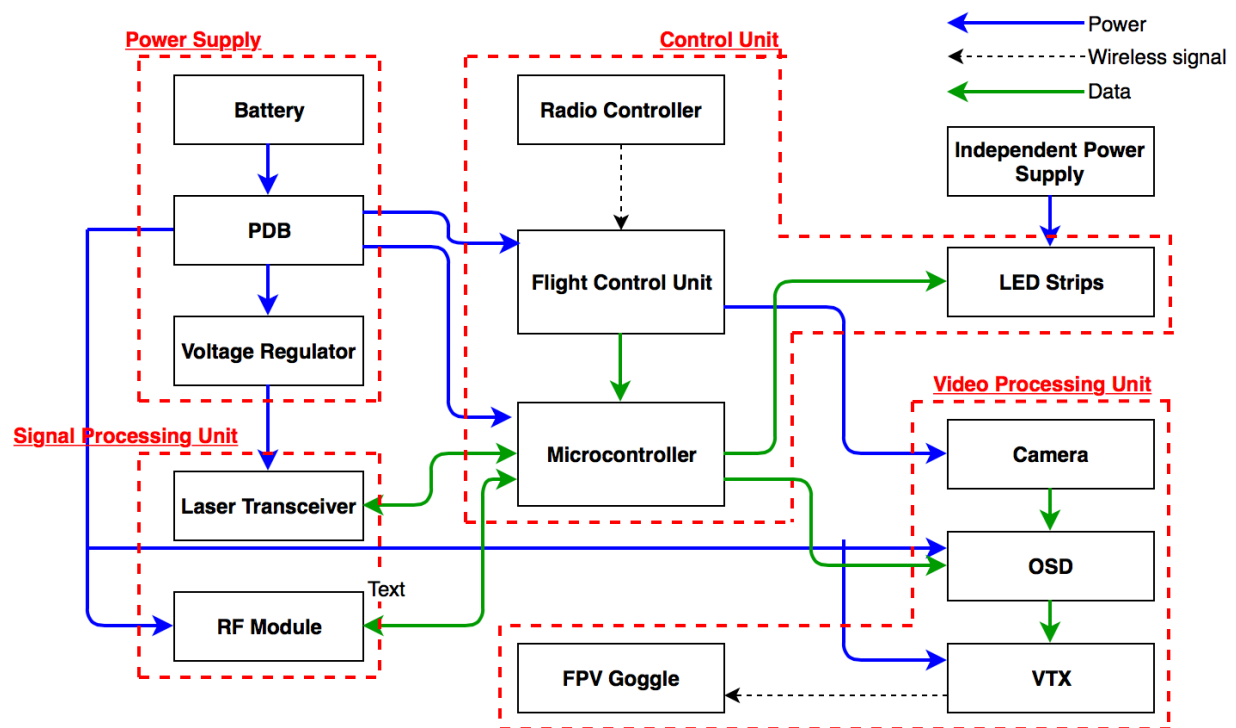 Power Supply
Control Unit
Power
Wireless signal
Data
Battery
Radio Controller
Independent Power
Supply
PDB
Flight Control Unit
LED Strips
Voltage Regulator
Video Processing Unit
Signal Processing Unit
Microcontroller
Camera
Laser Transceiver
OSD
Text
RF Module
FPV Goggle
VTX